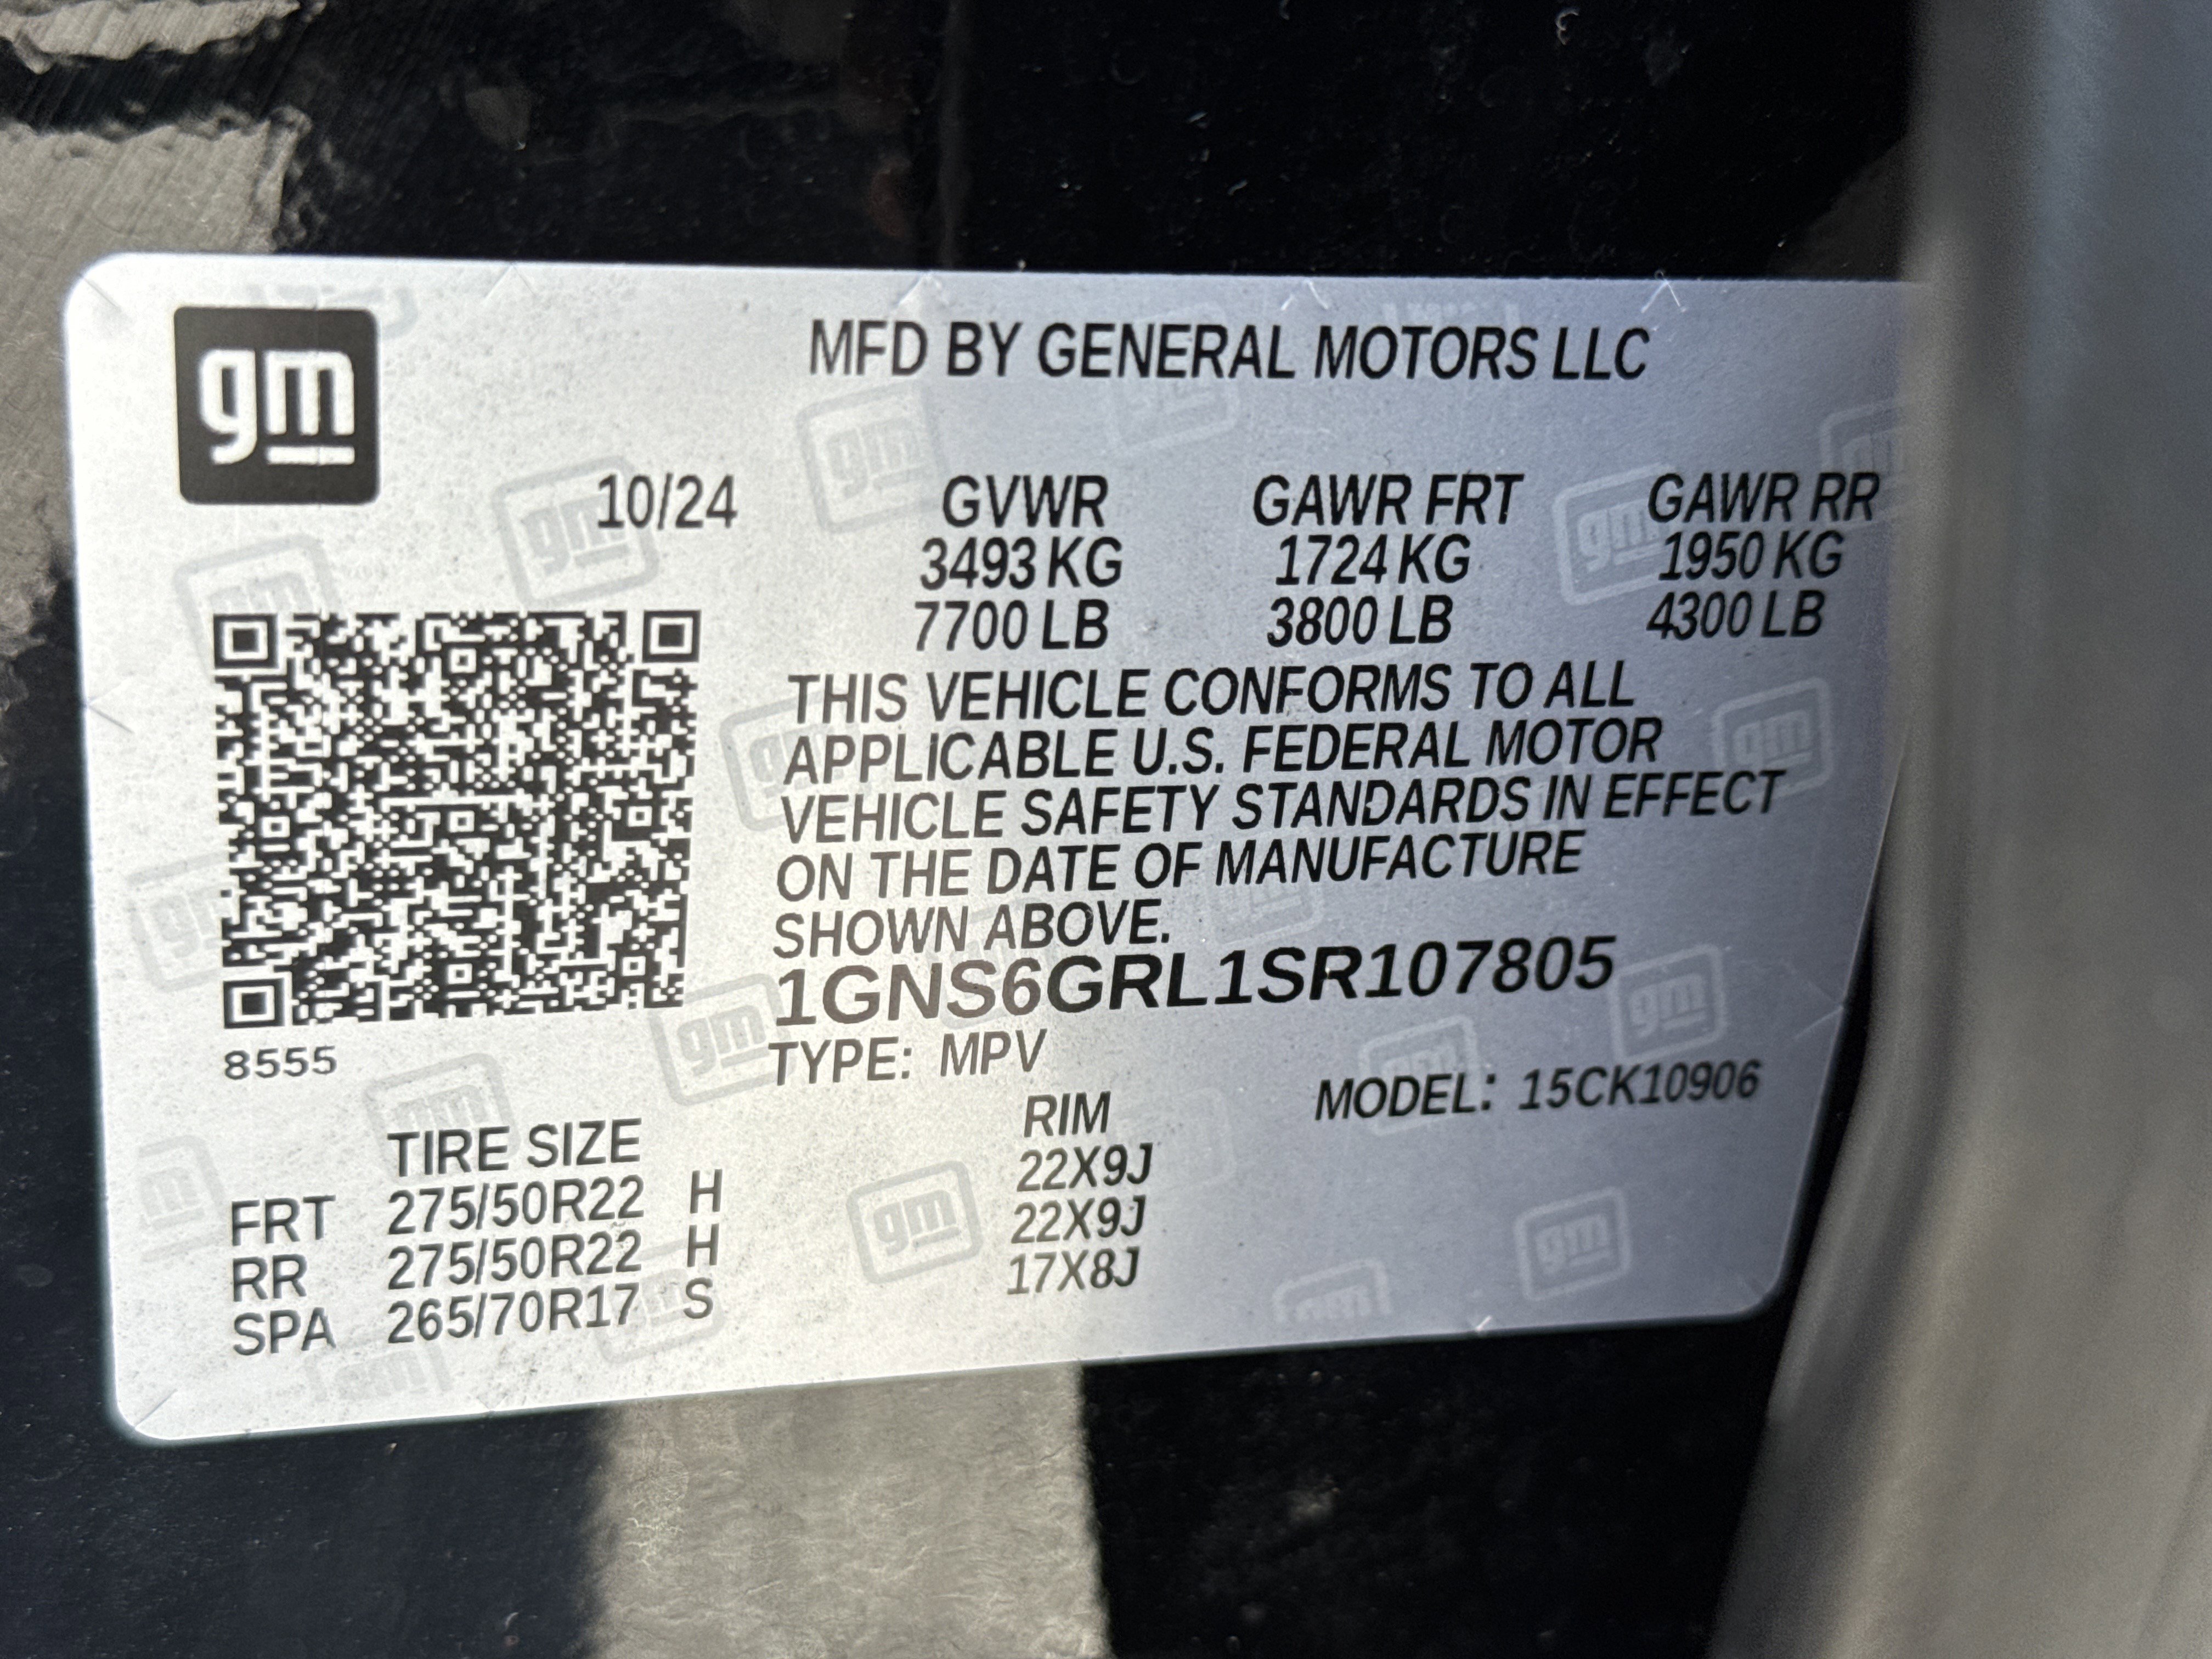 gm
MFD BY GENERAL MOTORS LLC
10/24 GVWR GAWR FRT GAWR RR
3493 KG 1724 KG 1950 KG
7700 LB 3800 LB 4300 LB
THIS VEHICLE CONFORMS TO ALL
APPLICABLE U.S. FEDERAL MOTOR
VEHICLE SAFETY STANDARDS IN EFFECT
ON THE DATE OF MANUFACTURE
SHOWN ABOVE.
1GNS6GRL1SR107805
8555
TYPE: MPV
MODEL: 15CK10906
TIRE SIZE RIM
FRT 275/50R22 H 22X9J
RR 275/50R22 H 22X9J
SPA 265/70R17 S 17X8J